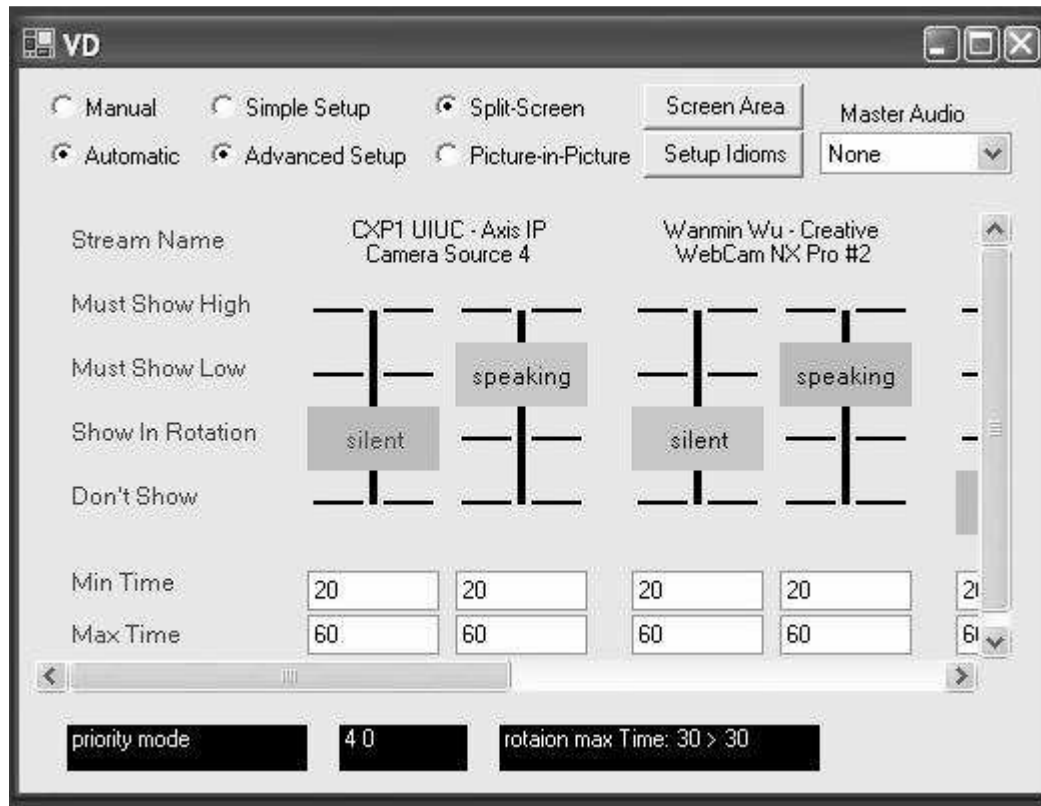 VD
Manual Simple Setup Split-Screen Screen Area Master Audio
Automatic Advanced Setup Picture-in-Picture Setup Idioms None
Stream Name CXP1 UIUC - Axis IP Camera Source 4 Wanmin Wu - Creative WebCam NX Pro #2
Must Show High
Must Show Low speaking speaking
Show In Rotation silent silent
Don't Show
Min Time 20 20 20 20
Max Time 60 60 60 60
priority mode 4 0 rotaion max Time: 30 > 30